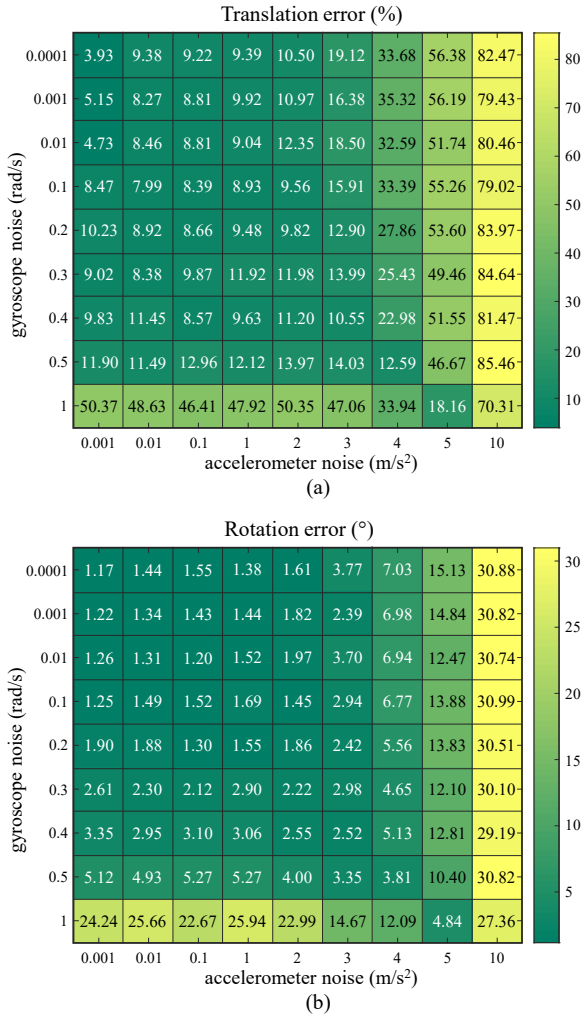 Translation error (%)
gyroscope noise (rad/s)
0.0001 3.93 9.38 9.22 9.39 10.50 19.12 33.68 56.38 82.47
0.001 5.15 8.27 8.81 9.92 10.97 16.38 35.32 56.19 79.43
0.01 4.73 8.46 8.81 9.04 12.35 18.50 32.59 51.74 80.46
0.1 8.47 7.99 8.39 8.93 9.56 15.91 33.39 55.26 79.02
0.2 10.23 8.92 8.66 9.48 9.82 12.90 27.86 53.60 83.97
0.3 9.02 8.38 9.87 11.92 11.98 13.99 25.43 49.46 84.64
0.4 9.83 11.45 8.57 9.63 11.20 10.55 22.98 51.55 81.47
0.5 11.90 11.49 12.96 12.12 13.97 14.03 12.59 46.67 85.46
1 50.37 48.63 46.41 47.92 50.35 47.06 33.94 18.16 70.31
0.001 0.01 0.1 1 2 3 4 5 10
accelerometer noise (m/s²)
80
70
60
50
40
30
20
10
(a)
Rotation error (°)
gyroscope noise (rad/s)
0.0001 1.17 1.44 1.55 1.38 1.61 3.77 7.03 15.13 30.88
0.001 1.22 1.34 1.43 1.44 1.82 2.39 6.98 14.84 30.82
0.01 1.26 1.31 1.20 1.52 1.97 3.70 6.94 12.47 30.74
0.1 1.25 1.49 1.52 1.69 1.45 2.94 6.77 13.88 30.99
0.2 1.90 1.88 1.30 1.55 1.86 2.42 5.56 13.83 30.51
0.3 2.61 2.30 2.12 2.90 2.22 2.98 4.65 12.10 30.10
0.4 3.35 2.95 3.10 3.06 2.55 2.52 5.13 12.81 29.19
0.5 5.12 4.93 5.27 5.27 4.00 3.35 3.81 10.40 30.82
1 24.24 25.66 22.67 25.94 22.99 14.67 12.09 4.84 27.36
0.001 0.01 0.1 1 2 3 4 5 10
accelerometer noise (m/s²)
30
25
20
15
10
5
(b)